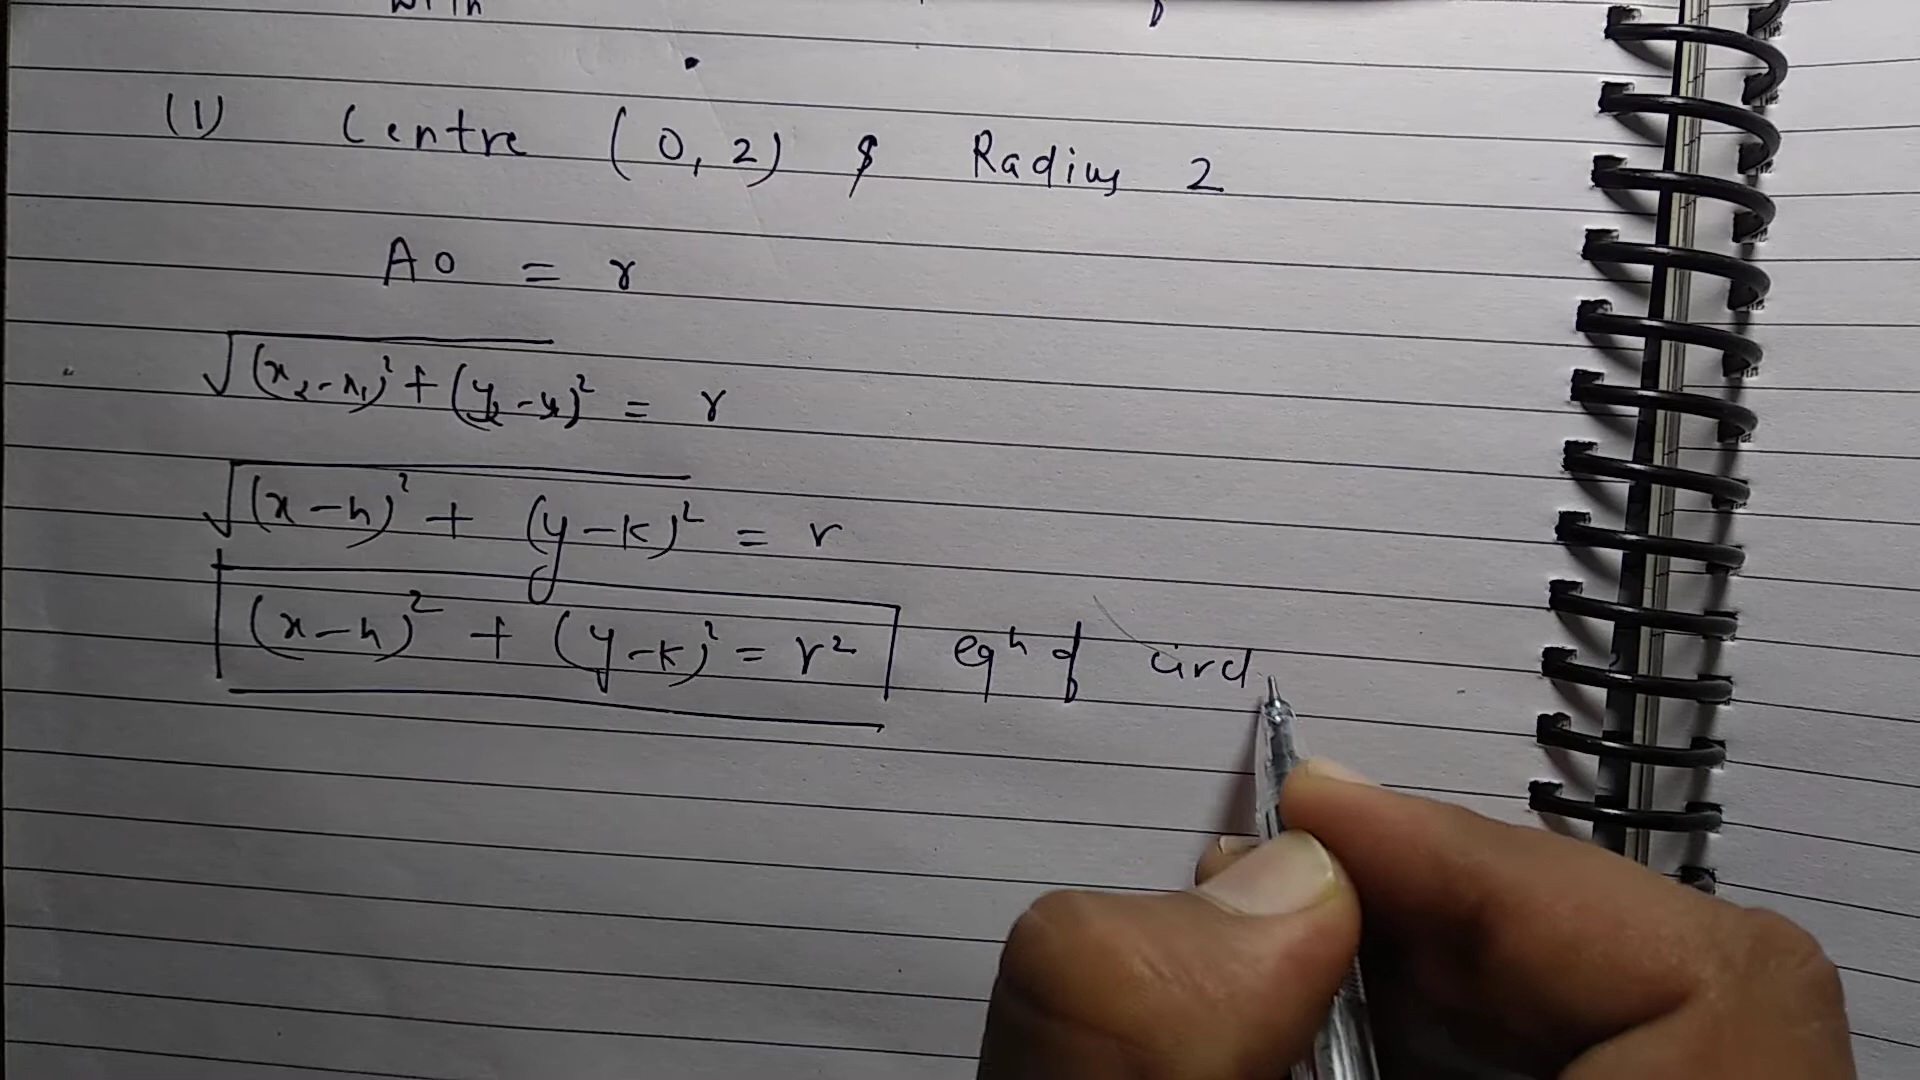 with
(1) Centre (0, 2) & Radius 2
AO = r
√(x₂-x₁)² + (y₂-y₁)² = r
√(x-h)² + (y-k)² = r
(x-h)² + (y-k)² = r² eqⁿ of circl